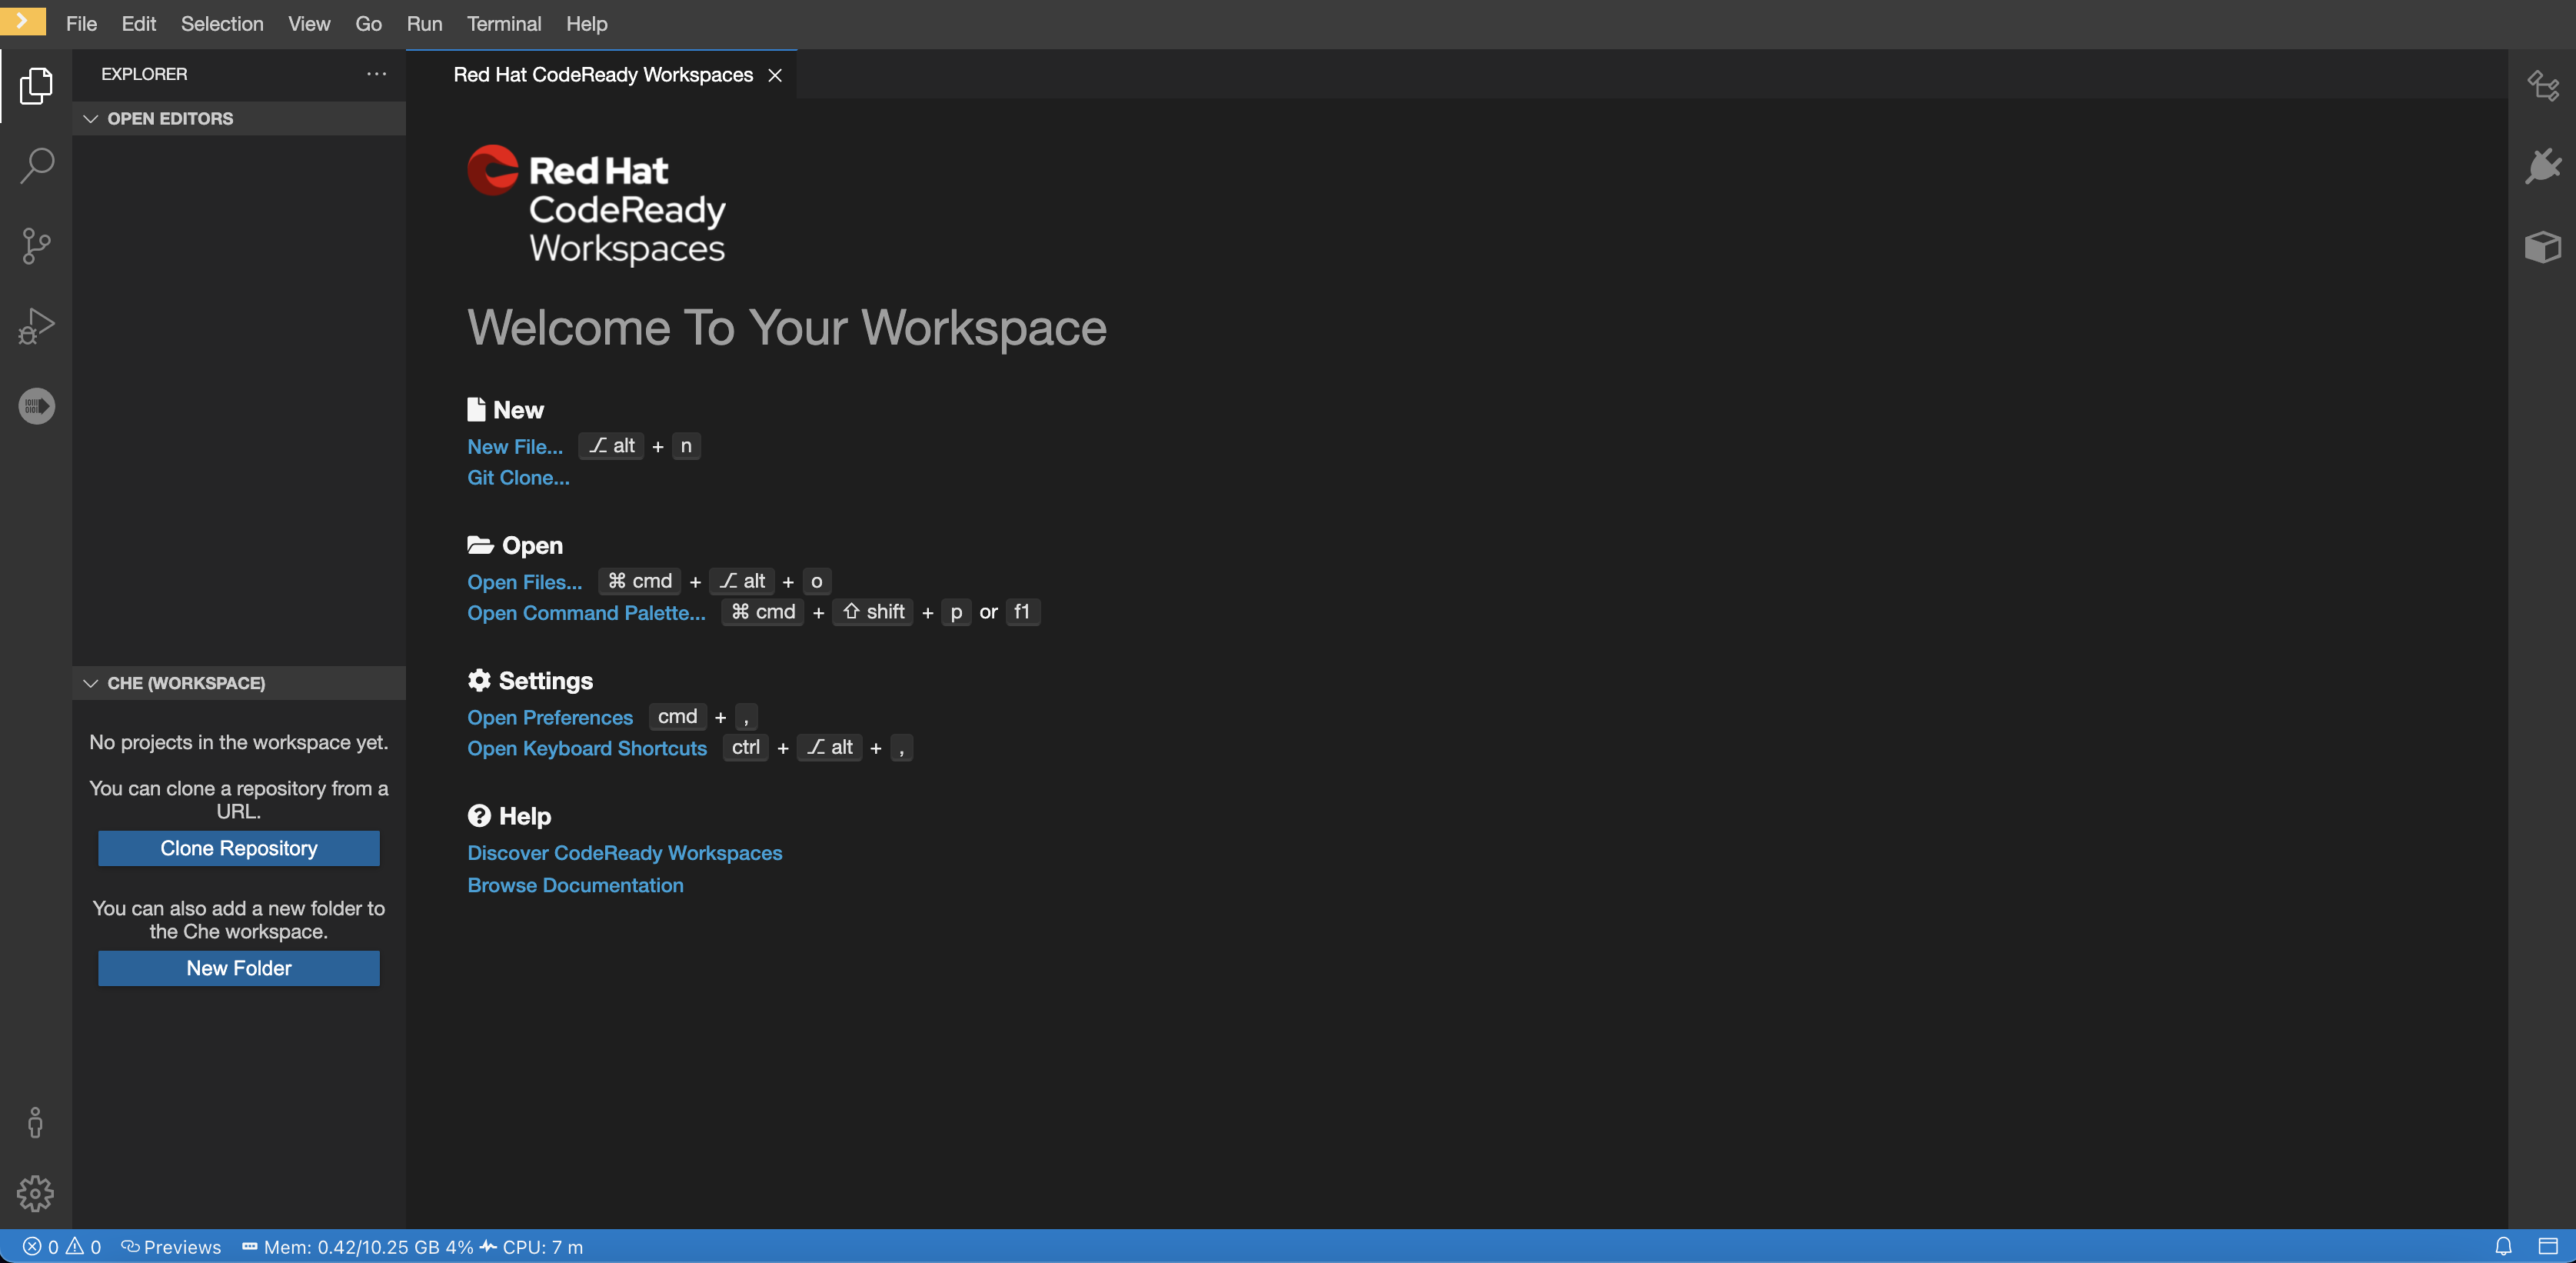 File Edit Selection View Go Run Terminal Help
EXPLORER
OPEN EDITORS
CHE (WORKSPACE)
No projects in the workspace yet.
You can clone a repository from a
URL.
Clone Repository
You can also add a new folder to
the Che workspace.
New Folder
Red Hat CodeReady Workspaces
Red Hat
CodeReady
Workspaces
Welcome To Your Workspace
New
New File... ⌥ alt + n
Git Clone...
Open
Open Files... ⌘ cmd + ⌥ alt + o
Open Command Palette... ⌘ cmd + ⇧ shift + p or f1
Settings
Open Preferences cmd + ,
Open Keyboard Shortcuts ctrl + ⌥ alt + ,
Help
Discover CodeReady Workspaces
Browse Documentation
0 0 Previews Mem: 0.42/10.25 GB 4% CPU: 7 m